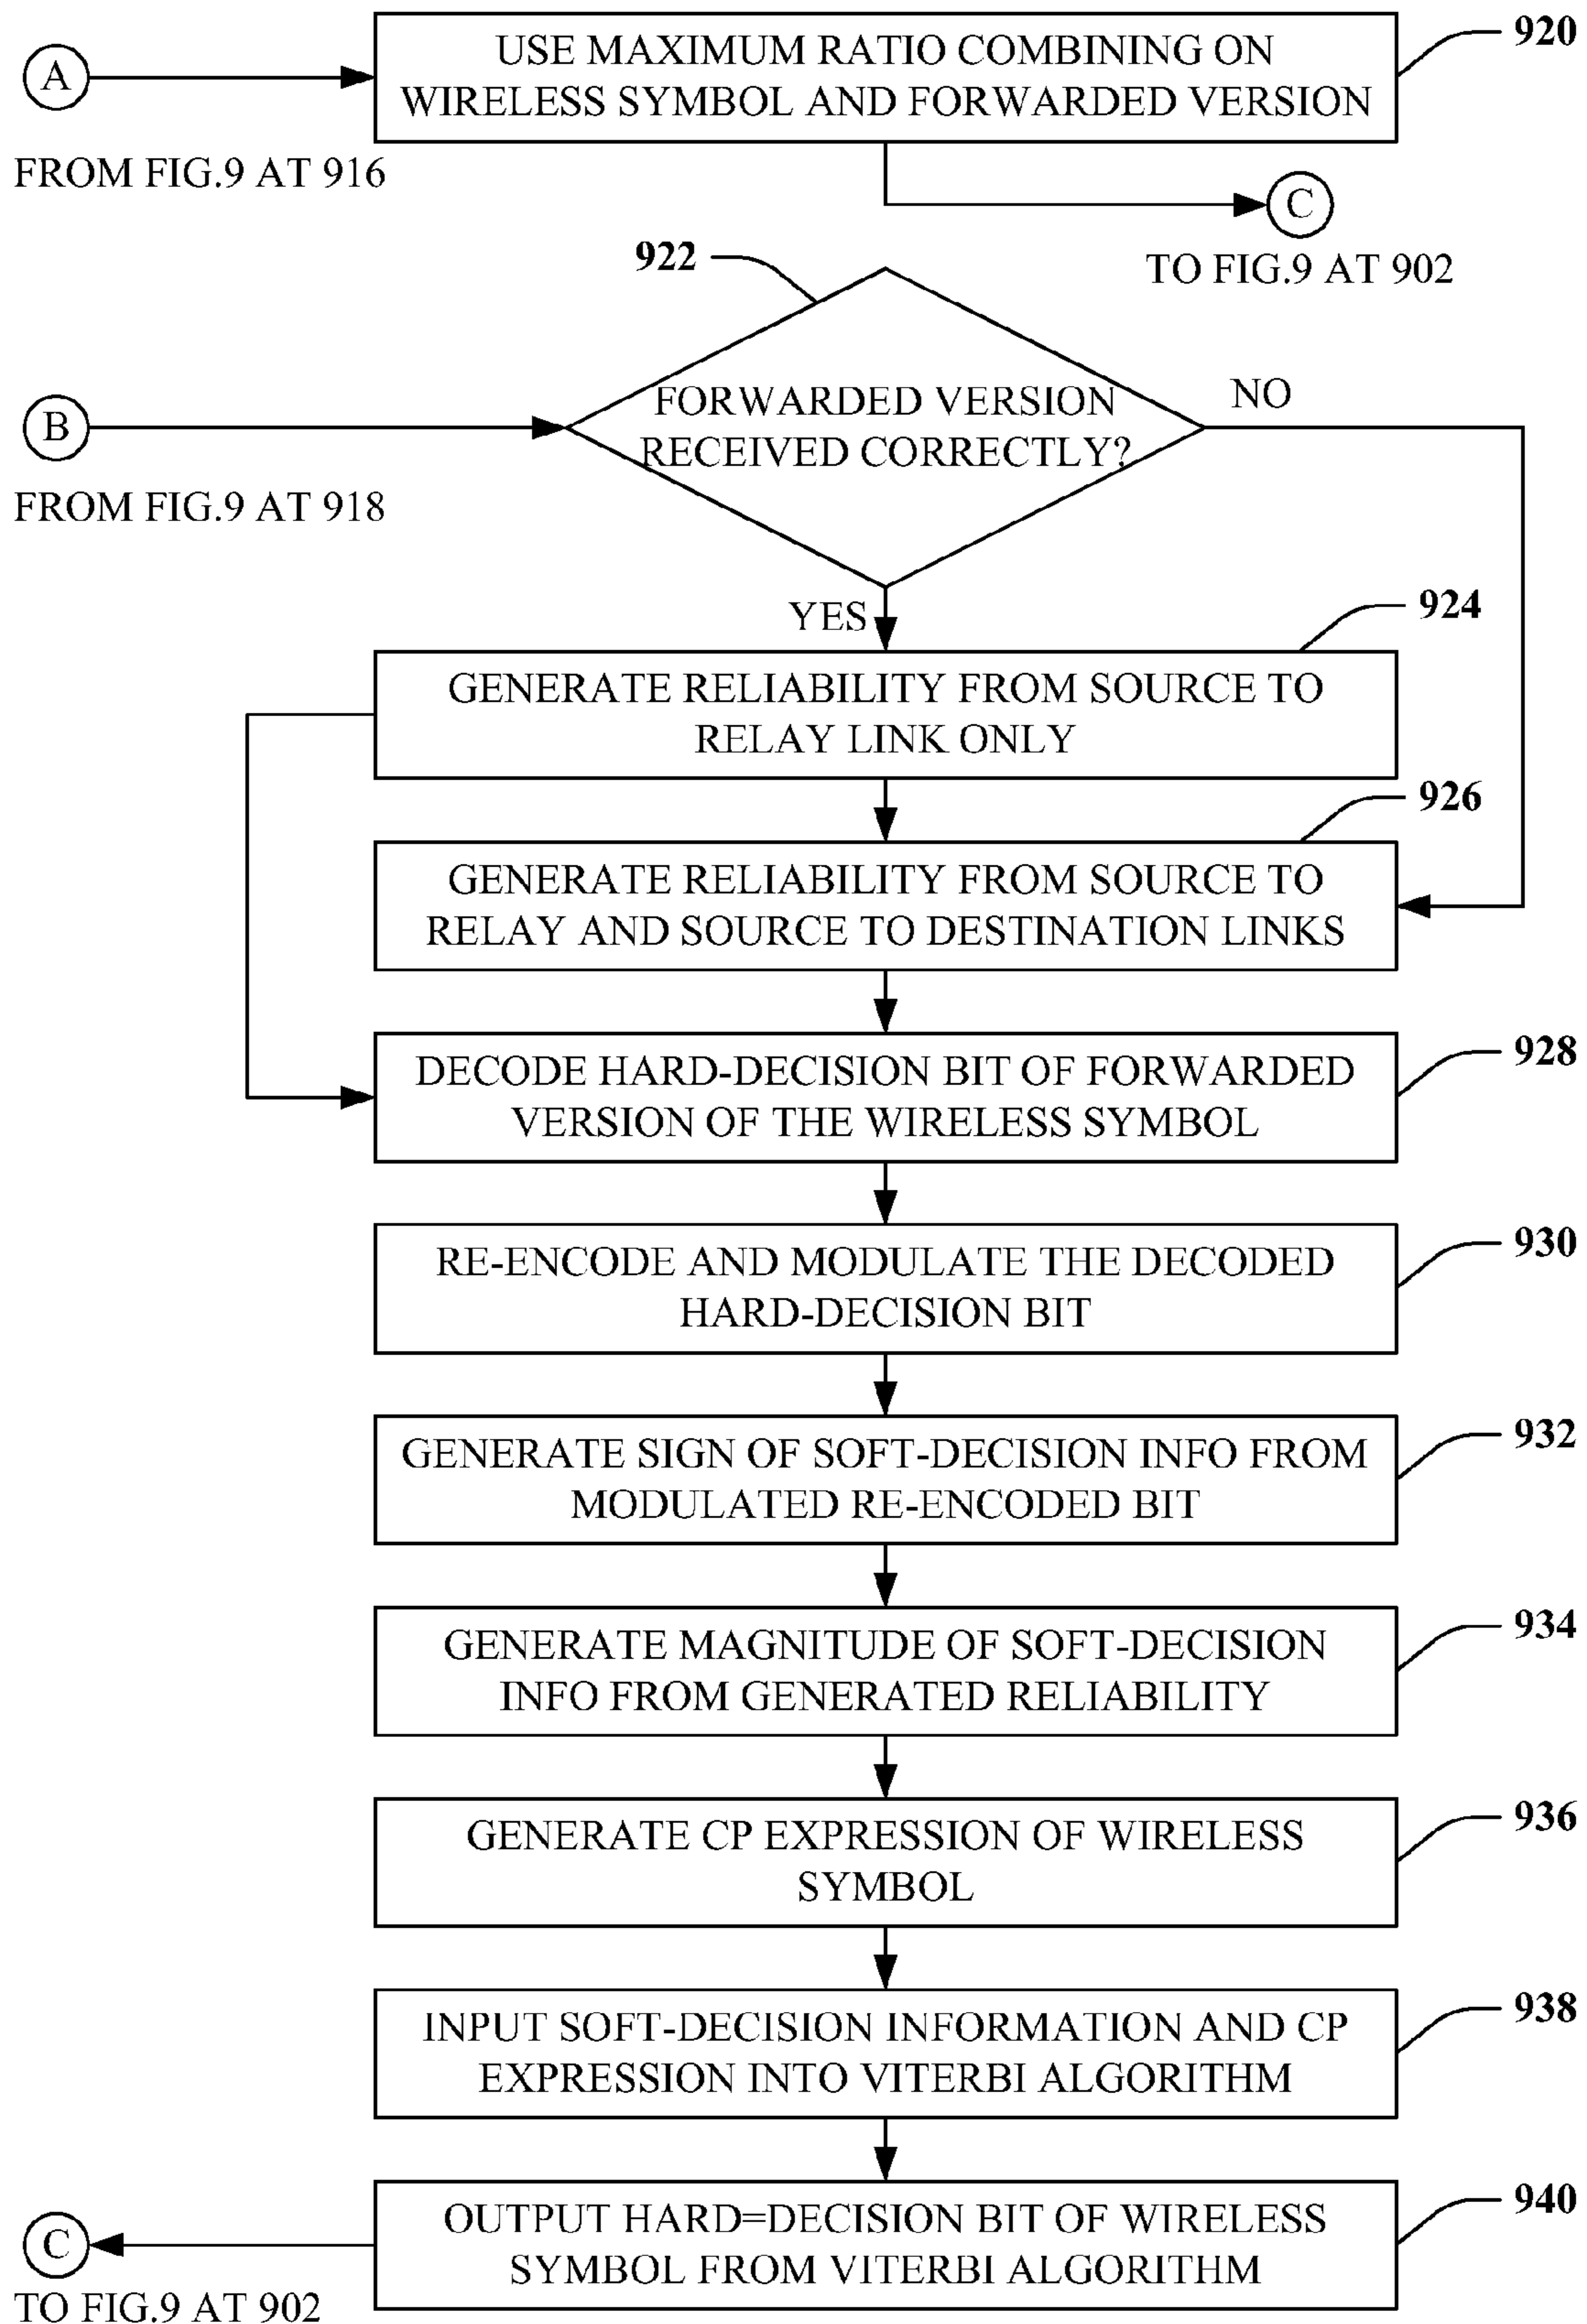 920
USE MAXIMUM RATIO COMBINING ON
WIRELESS SYMBOL AND FORWARDED VERSION
A
FROM FIG.9 AT 916
C
TO FIG.9 AT 902
922
FORWARDED VERSION
RECEIVED CORRECTLY?
NO
B
FROM FIG.9 AT 918
YES
924
GENERATE RELIABILITY FROM SOURCE TO
RELAY LINK ONLY
926
GENERATE RELIABILITY FROM SOURCE TO
RELAY AND SOURCE TO DESTINATION LINKS
928
DECODE HARD-DECISION BIT OF FORWARDED
VERSION OF THE WIRELESS SYMBOL
930
RE-ENCODE AND MODULATE THE DECODED
HARD-DECISION BIT
932
GENERATE SIGN OF SOFT-DECISION INFO FROM
MODULATED RE-ENCODED BIT
934
GENERATE MAGNITUDE OF SOFT-DECISION
INFO FROM GENERATED RELIABILITY
936
GENERATE CP EXPRESSION OF WIRELESS
SYMBOL
938
INPUT SOFT-DECISION INFORMATION AND CP
EXPRESSION INTO VITERBI ALGORITHM
940
OUTPUT HARD=DECISION BIT OF WIRELESS
SYMBOL FROM VITERBI ALGORITHM
C
TO FIG.9 AT 902